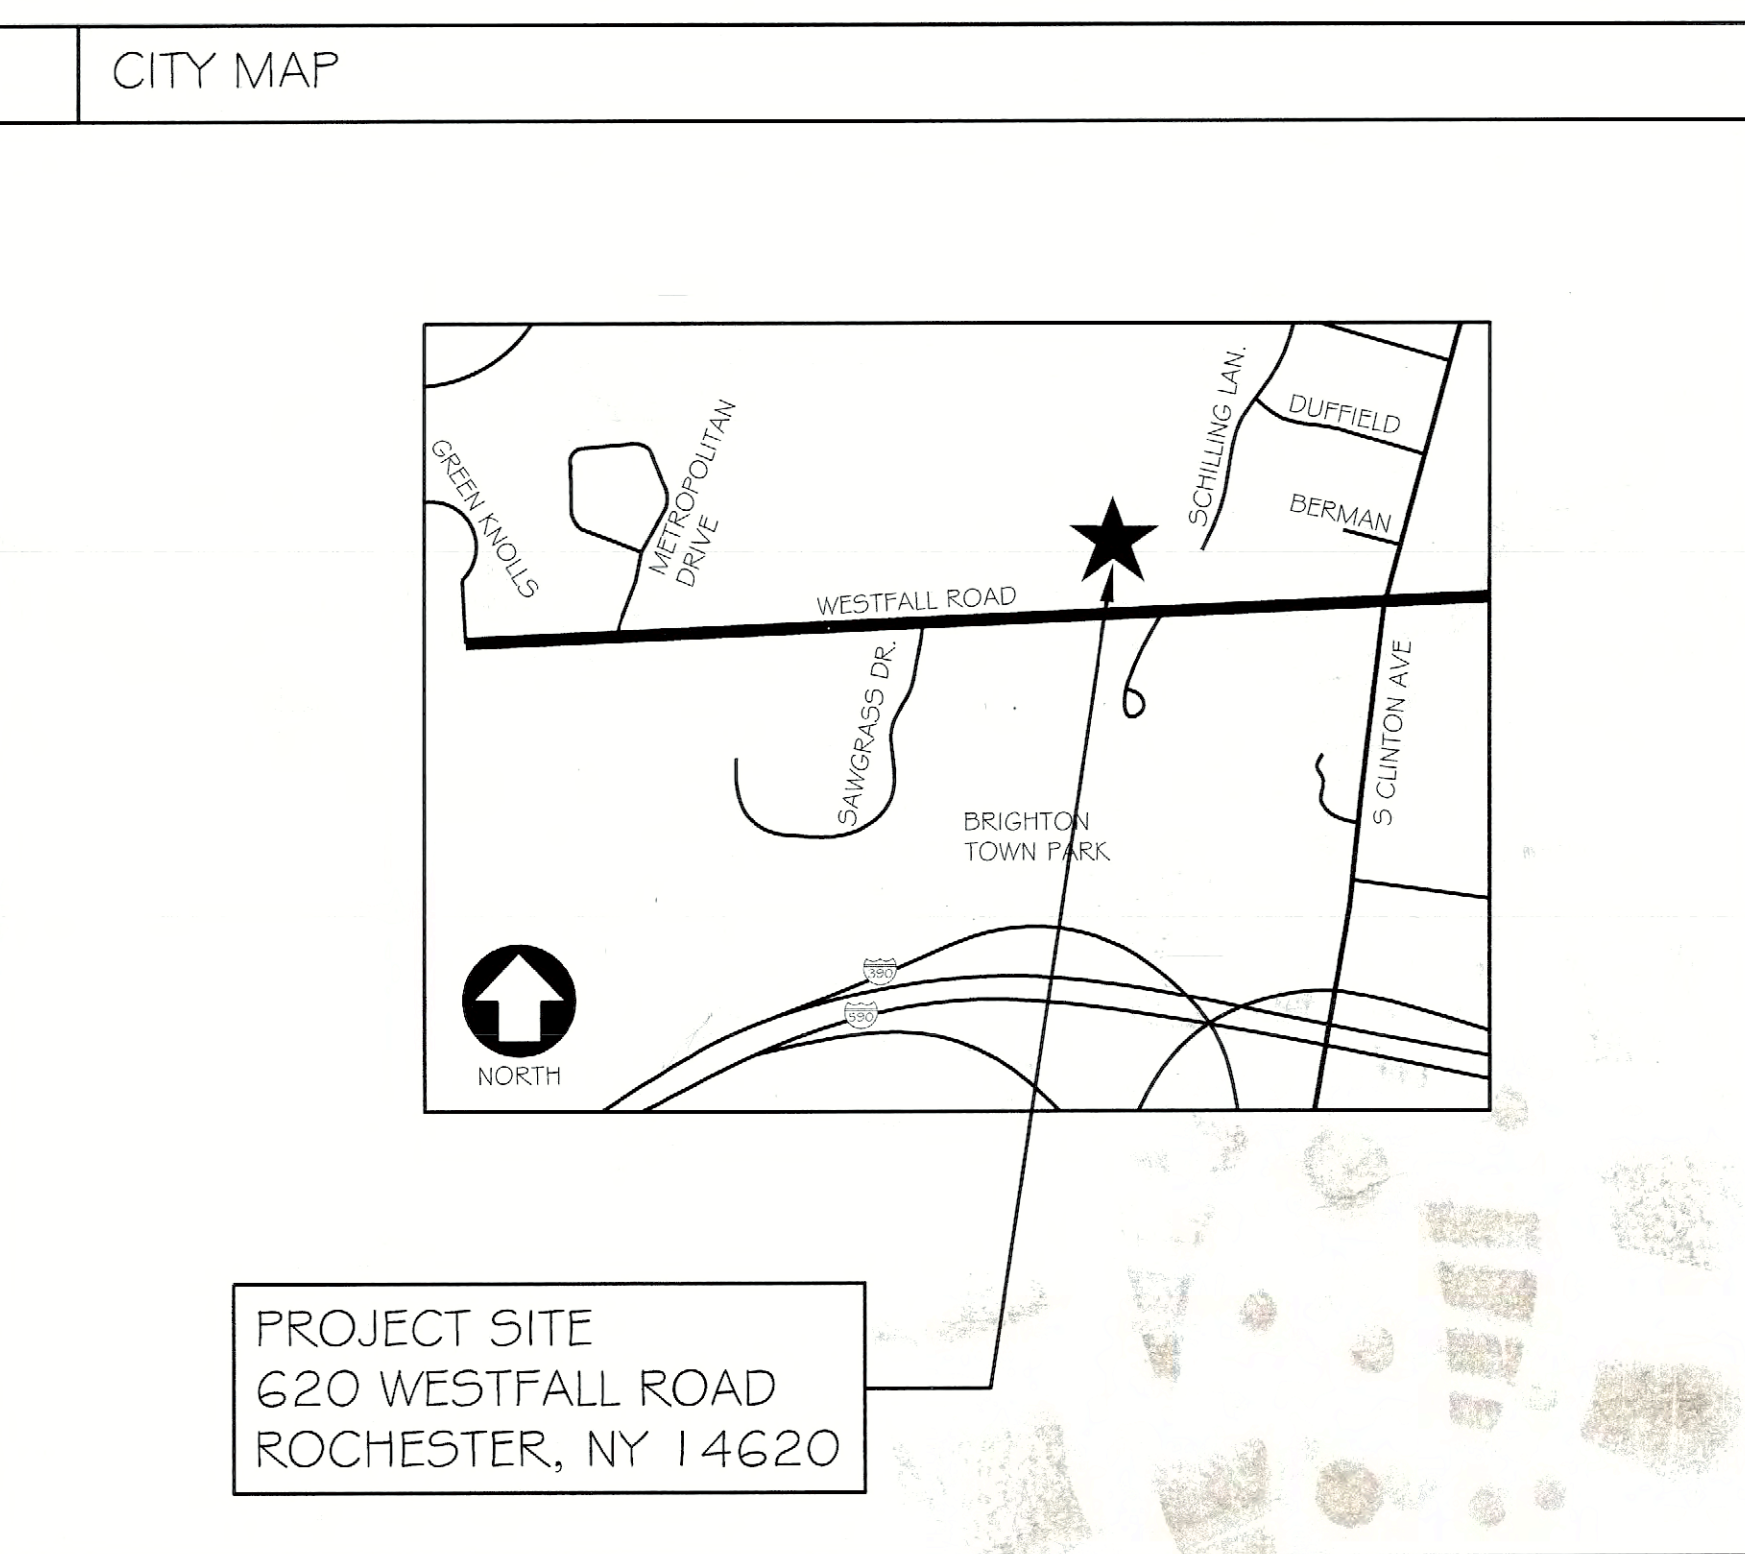 CITY MAP
SCHILLING LAN.
DUFFIELD
GREEN KNOLLS
METROPOLITAN
DRIVE
BERMAN
WESTFALL ROAD
SAWGRASS DR.
S CLINTON AVE
BRIGHTON
TOWN PARK
390
590
NORTH
PROJECT SITE
620 WESTFALL ROAD
ROCHESTER, NY 14620